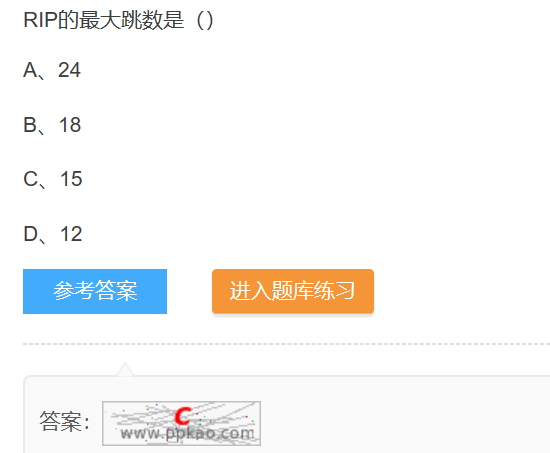 RIP的最大跳数是（）
A、24
B、18
C、15
D、12
参考答案 进入题库练习
答案： C
www.ppkao.com